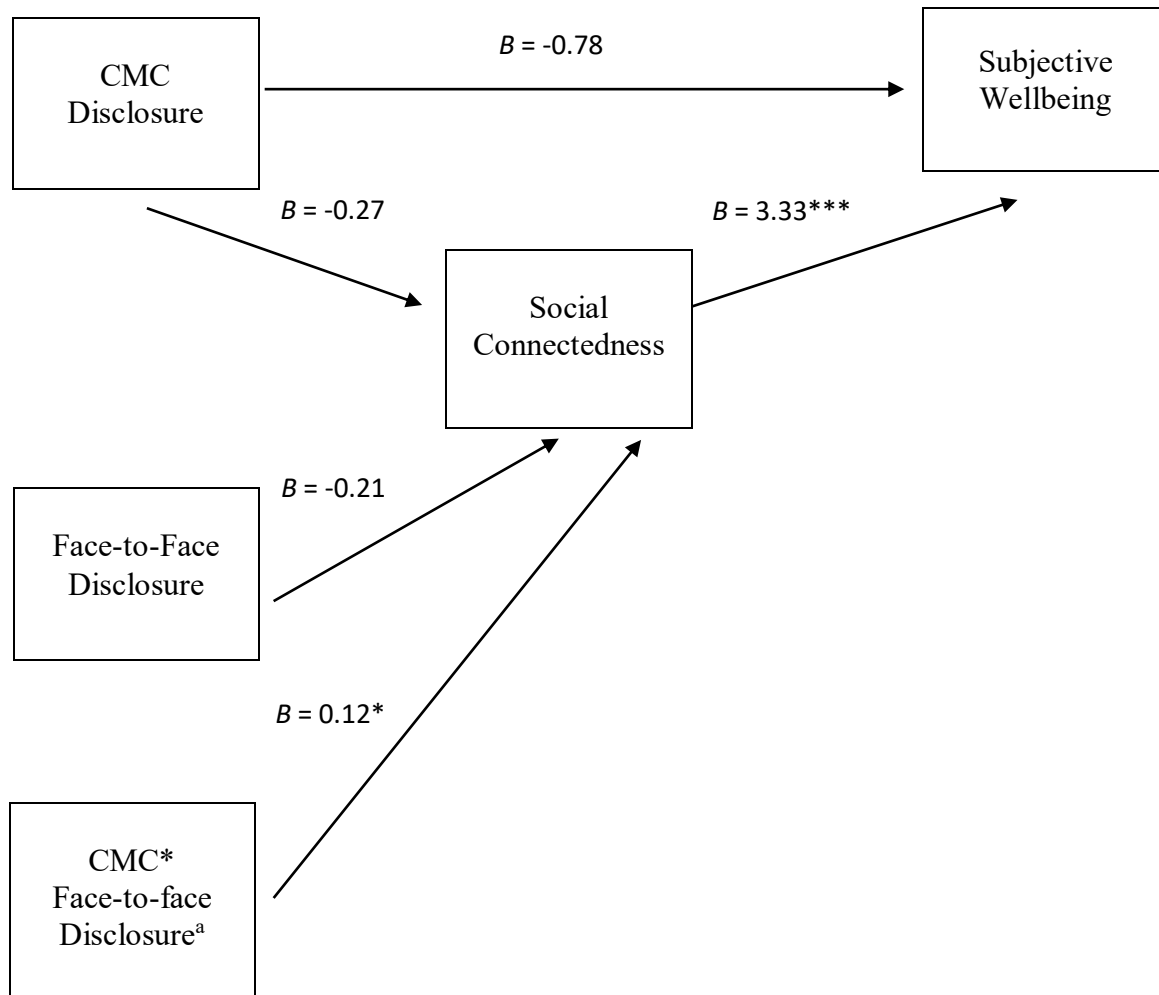 B = -0.78
CMC
Disclosure
Subjective
Wellbeing
B = -0.27
B = 3.33***
Social
Connectedness
B = -0.21
Face-to-Face
Disclosure
B = 0.12*
CMC*
Face-to-face
Disclosureᵃ